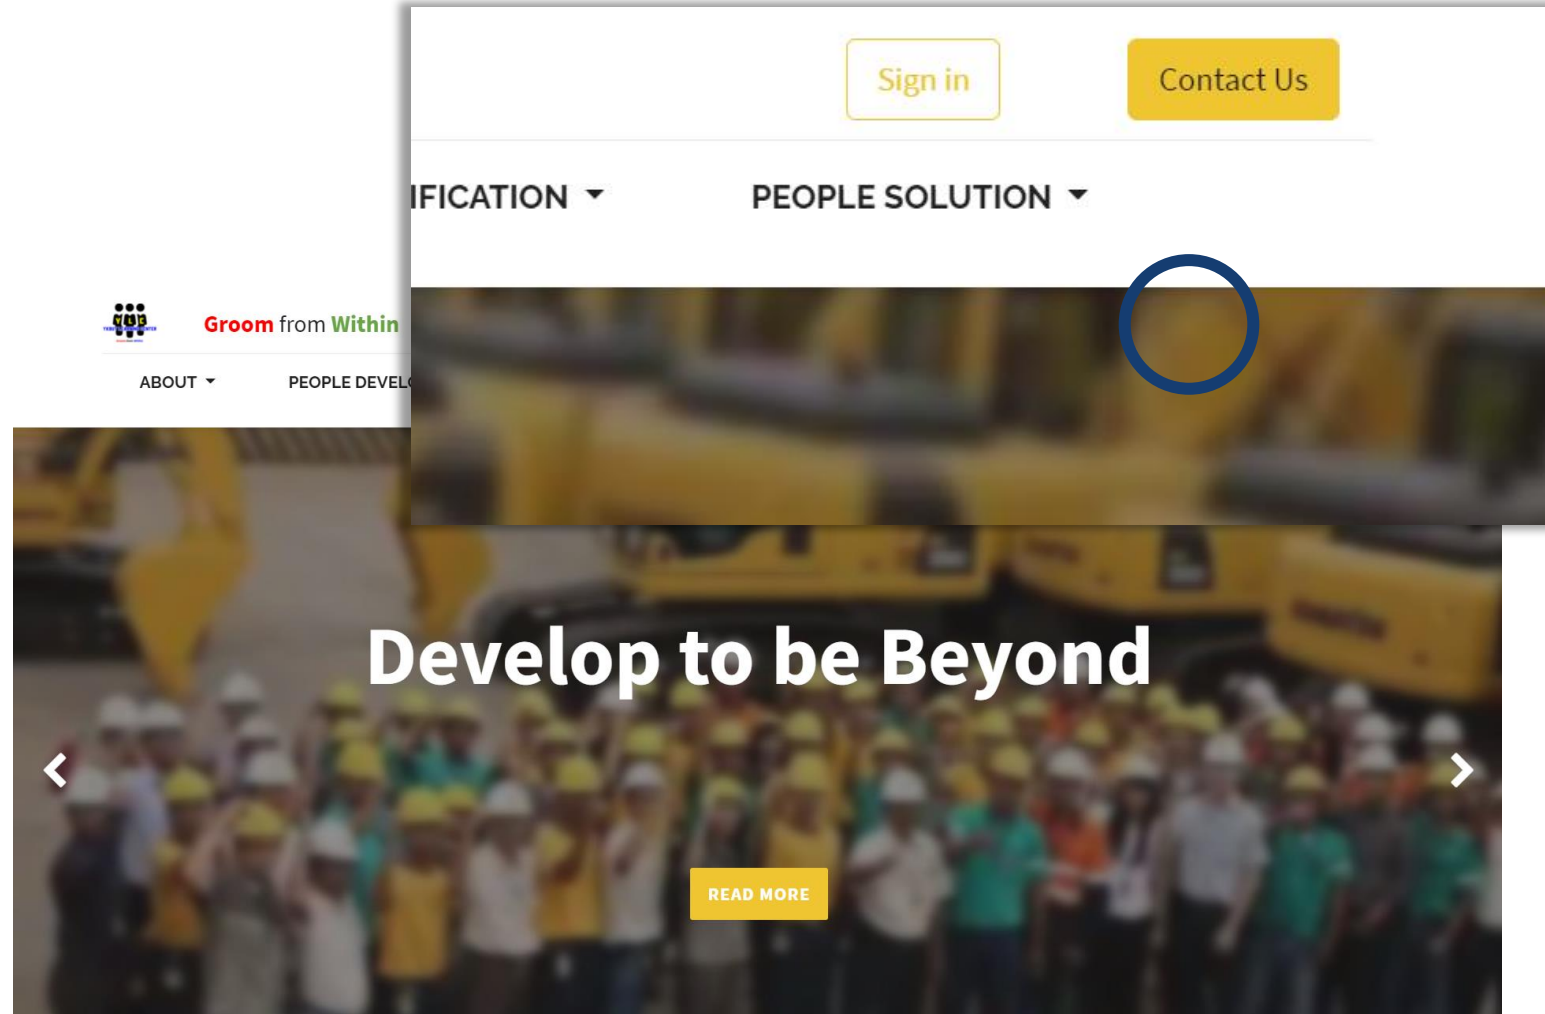 Sign in
Contact Us
IFICATION
PEOPLE SOLUTION
YLC
Groom from Within
ABOUT
PEOPLE DEVEL
Develop to be Beyond
READ MORE